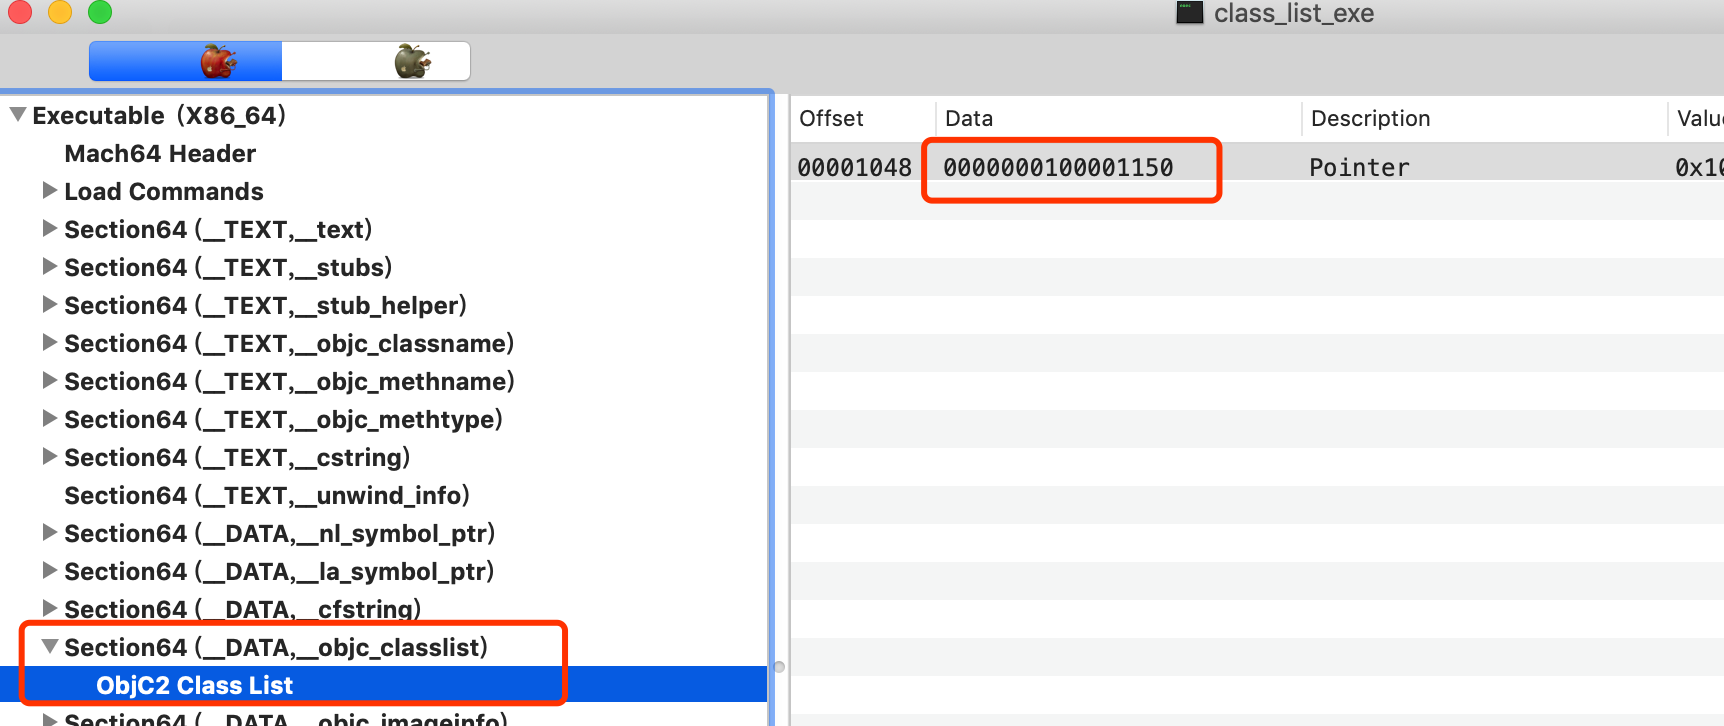 class_list_exe
Executable (X86_64)
Mach64 Header
Load Commands
Section64 (__TEXT,__text)
Section64 (__TEXT,__stubs)
Section64 (__TEXT,__stub_helper)
Section64 (__TEXT,__objc_classname)
Section64 (__TEXT,__objc_methname)
Section64 (__TEXT,__objc_methtype)
Section64 (__TEXT,__cstring)
Section64 (__TEXT,__unwind_info)
Section64 (__DATA,__nl_symbol_ptr)
Section64 (__DATA,__la_symbol_ptr)
Section64 (__DATA,__cfstring)
Section64 (__DATA,__objc_classlist)
ObjC2 Class List
Section64 (__DATA,__objc_imageinfo)
Offset Data Description Valu
00001048 0000000100001150 Pointer 0x10